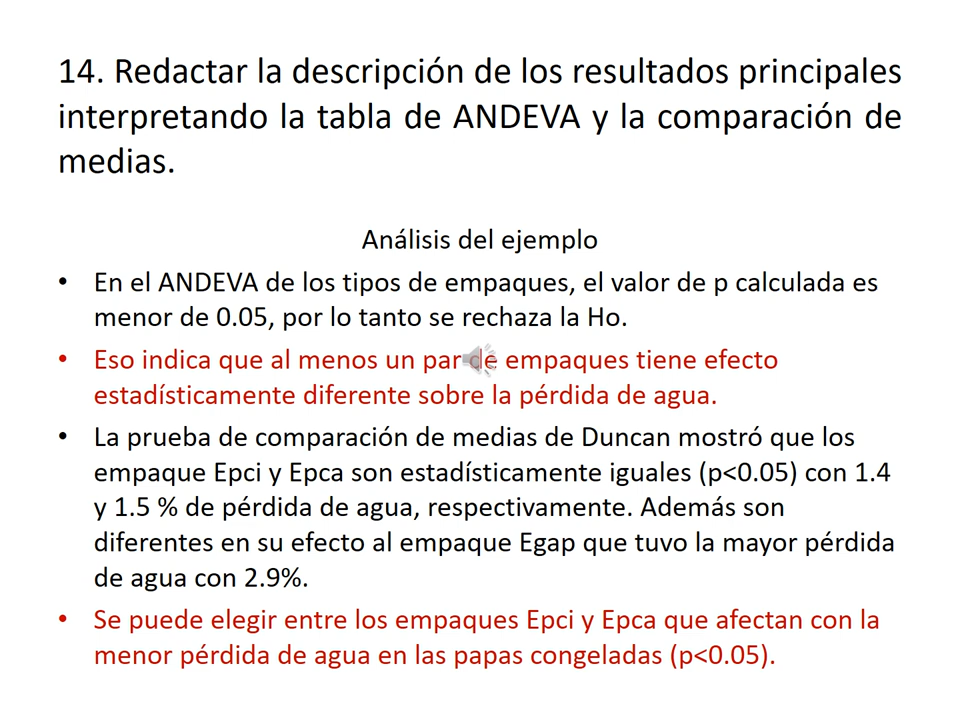 14. Redactar la descripción de los resultados principales
interpretando la tabla de ANDEVA y la comparación de
medias.
Análisis del ejemplo
• En el ANDEVA de los tipos de empaques, el valor de p calculada es
menor de 0.05, por lo tanto se rechaza la Ho.
• Eso indica que al menos un par de empaques tiene efecto
estadísticamente diferente sobre la pérdida de agua.
• La prueba de comparación de medias de Duncan mostró que los
empaque Epci y Epca son estadísticamente iguales (p<0.05) con 1.4
y 1.5 % de pérdida de agua, respectivamente. Además son
diferentes en su efecto al empaque Egap que tuvo la mayor pérdida
de agua con 2.9%.
• Se puede elegir entre los empaques Epci y Epca que afectan con la
menor pérdida de agua en las papas congeladas (p<0.05).